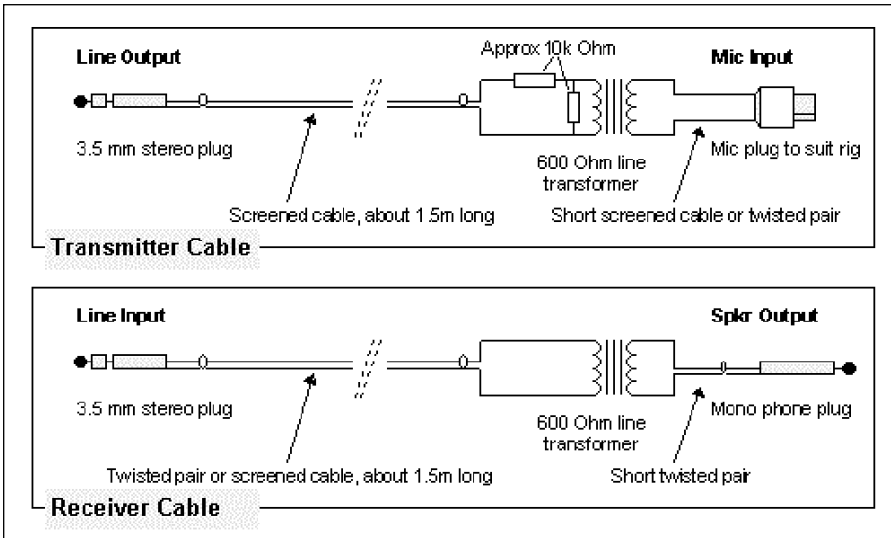 Line Output
Approx 10k Ohm
Mic Input
3.5 mm stereo plug
600 Ohm line
transformer
Mic plug to suit rig
Screened cable, about 1.5m long
Short screened cable or twisted pair
Transmitter Cable
Line Input
Spkr Output
3.5 mm stereo plug
600 Ohm line
transformer
Mono phone plug
Twisted pair or screened cable, about 1.5m long
Short twisted pair
Receiver Cable